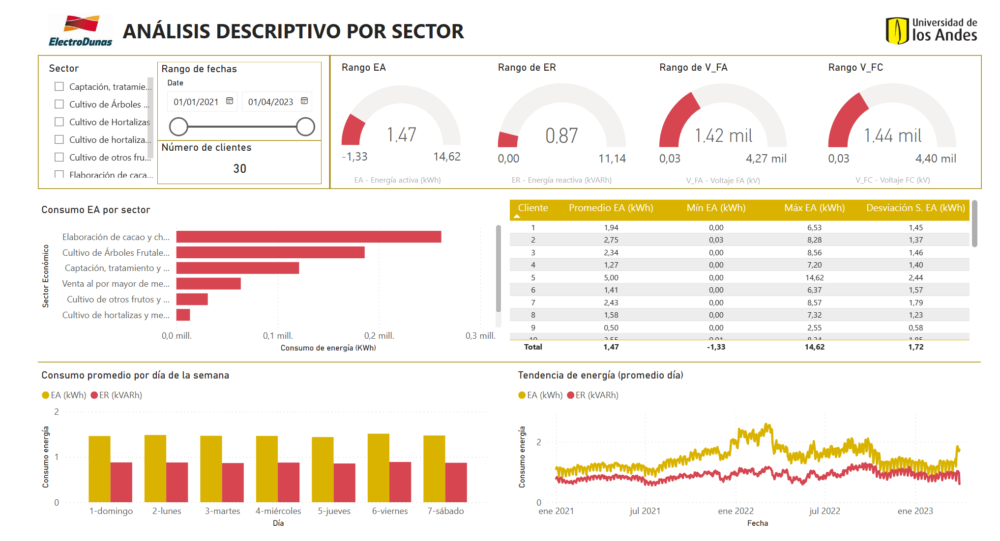 ElectroDunas
ANÁLISIS DESCRIPTIVO POR SECTOR
Universidad de
los Andes
Sector
Captación, tratamie...
Cultivo de Árboles ...
Cultivo de Hortalizas
Cultivo de hortaliza...
Cultivo de otros fru...
Elaboración de caca...
Rango de fechas
Date
01/01/2021 01/04/2023
Número de clientes
30
Rango EA
1,47
-1,33 14,62
EA - Energía activa (kWh)
Rango de ER
0,87
0,00 11,14
ER - Energía reactiva (kVARh)
Rango de V_FA
1,42 mil
0,03 4,27 mil
V_FA - Voltaje FA (kV)
Rango V_FC
1,44 mil
0,03 4,40 mil
V_FC - Voltaje FC (kV)
Consumo EA por sector
Sector Económico
Elaboración de cacao y ch...
Cultivo de Árboles Frutale...
Captación, tratamiento y ...
Venta al por mayor de me...
Cultivo de otros frutos y ...
Cultivo de hortalizas y me...
0,0 mill. 0,1 mill. 0,2 mill. 0,3 mill.
Consumo de energía (KWh)
Cliente Promedio EA (kWh) Mín EA (kWh) Máx EA (kWh) Desviación S. EA (kWh)
1 1,94 0,00 6,53 1,45
2 2,75 0,03 8,28 1,37
3 2,34 0,00 8,56 1,46
4 1,27 0,00 7,20 1,40
5 5,00 0,00 14,62 2,44
6 1,41 0,00 6,37 1,57
7 2,43 0,00 8,57 1,79
8 1,58 0,00 7,32 1,23
9 0,50 0,00 2,55 0,58
10
Total 1,47 -1,33 14,62 1,72
Consumo promedio por día de la semana
EA (kWh) ER (kVARh)
Consumo energía
2
1
0
1-domingo 2-lunes 3-martes 4-miércoles 5-jueves 6-viernes 7-sábado
Día
Tendencia de energía (promedio día)
EA (kWh) ER (kVARh)
Consumo energía
2
0
ene 2021 jul 2021 ene 2022 jul 2022 ene 2023
Fecha